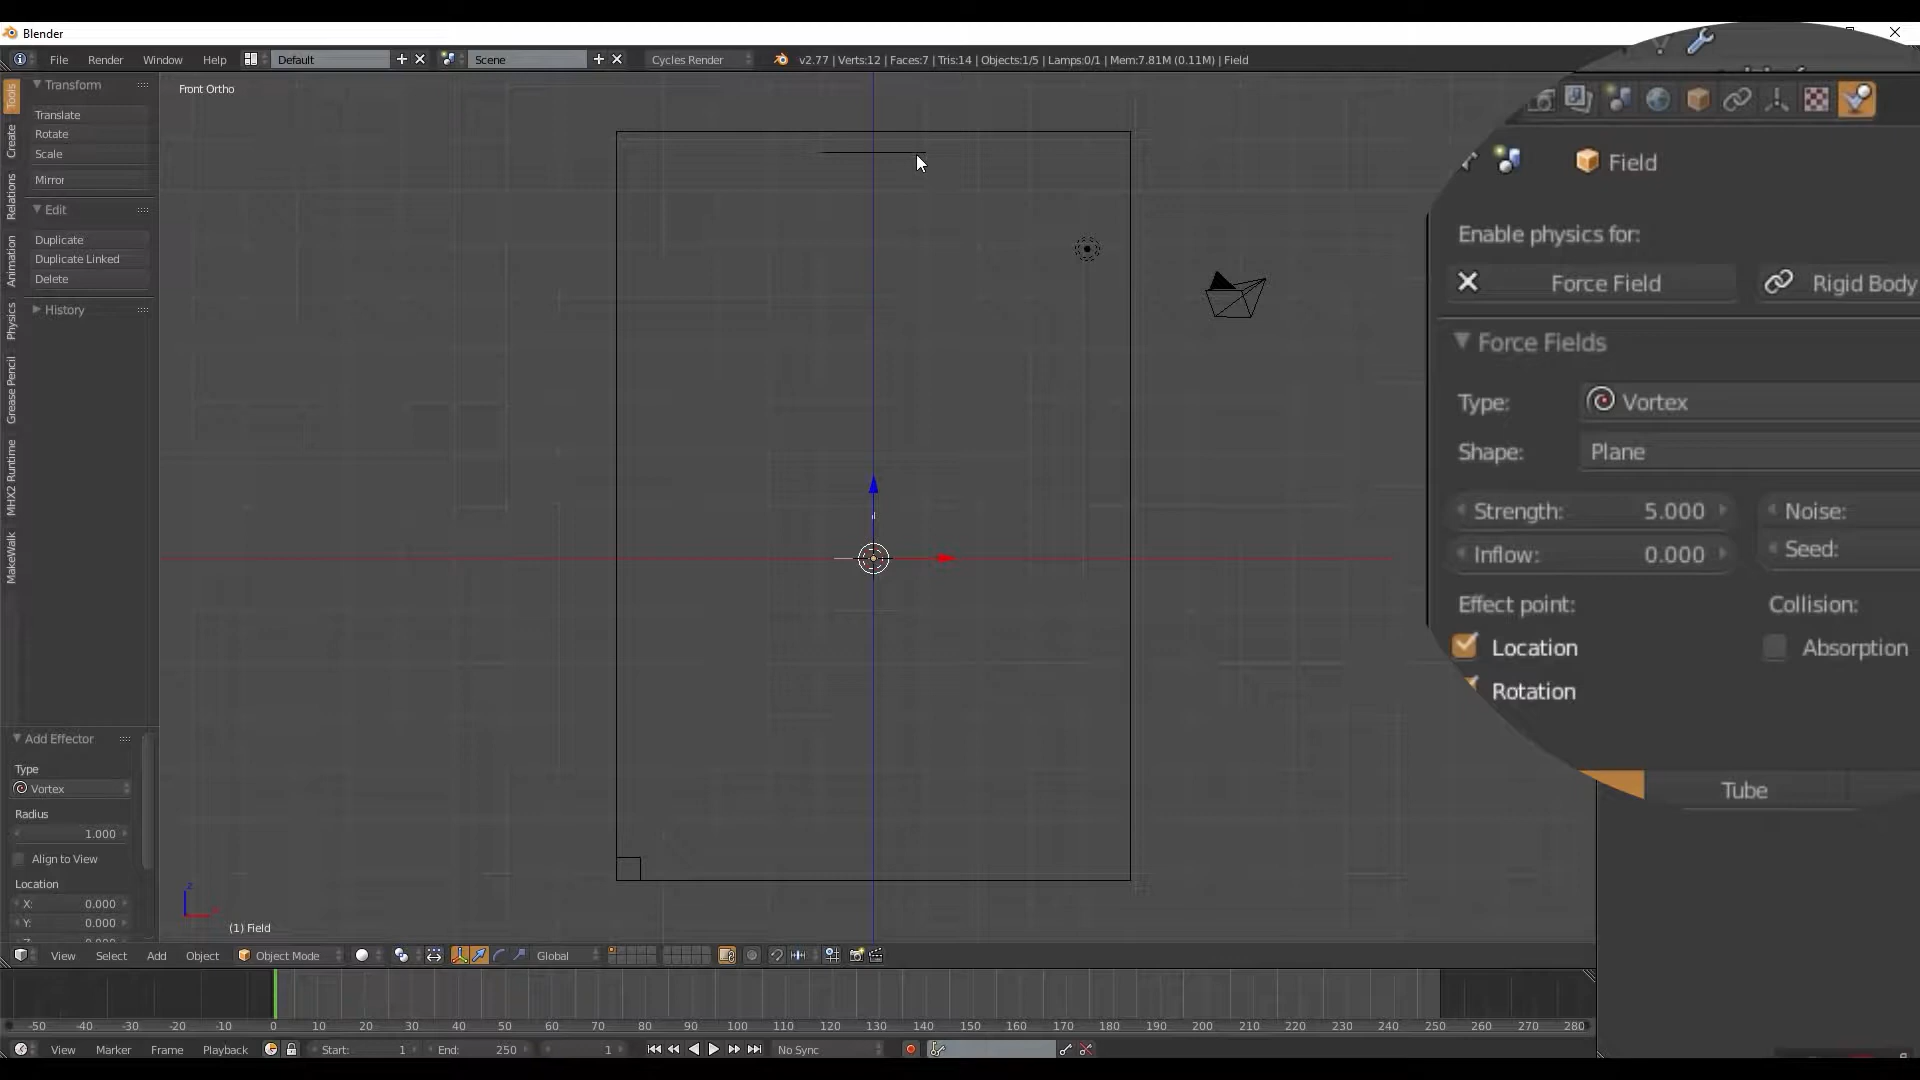 Blender
File Render Window Help Default Scene Cycles Render v2.77 | Verts:12 | Faces:7 | Tris:14 | Objects:1/5 | Lamps:0/1 | Mem:7.81M (0.11M) | Field
Tools
Create
Relations
Animation
Physics
Grease Pencil
MHX2 Runtime
MakeWalk
Transform
Translate
Rotate
Scale
Mirror
Edit
Duplicate
Duplicate Linked
Delete
History
Add Effector
Type
Vortex
Radius
1.000
Align to View
Location
X: 0.000
Y: 0.000
Front Ortho
z
(1) Field
Field
Enable physics for:
Force Field Rigid Body
Force Fields
Type: Vortex
Shape: Plane
Strength: 5.000 Noise:
Inflow: 0.000 Seed:
Effect point: Collision:
Location Absorption
Rotation
Tube
View Select Add Object Object Mode Global
-50 -40 -30 -20 -10 0 10 20 30 40 50 60 70 80 90 100 110 120 130 140 150 160 170 180 190 200 210 220 230 240 250 260 270 280
View Marker Frame Playback Start: 1 End: 250 1 No Sync